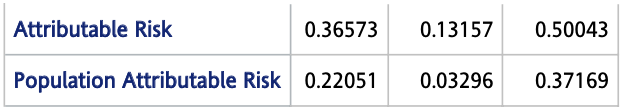 Attributable Risk 0.36573 0.13157 0.50043
Population Attributable Risk 0.22051 0.03296 0.37169